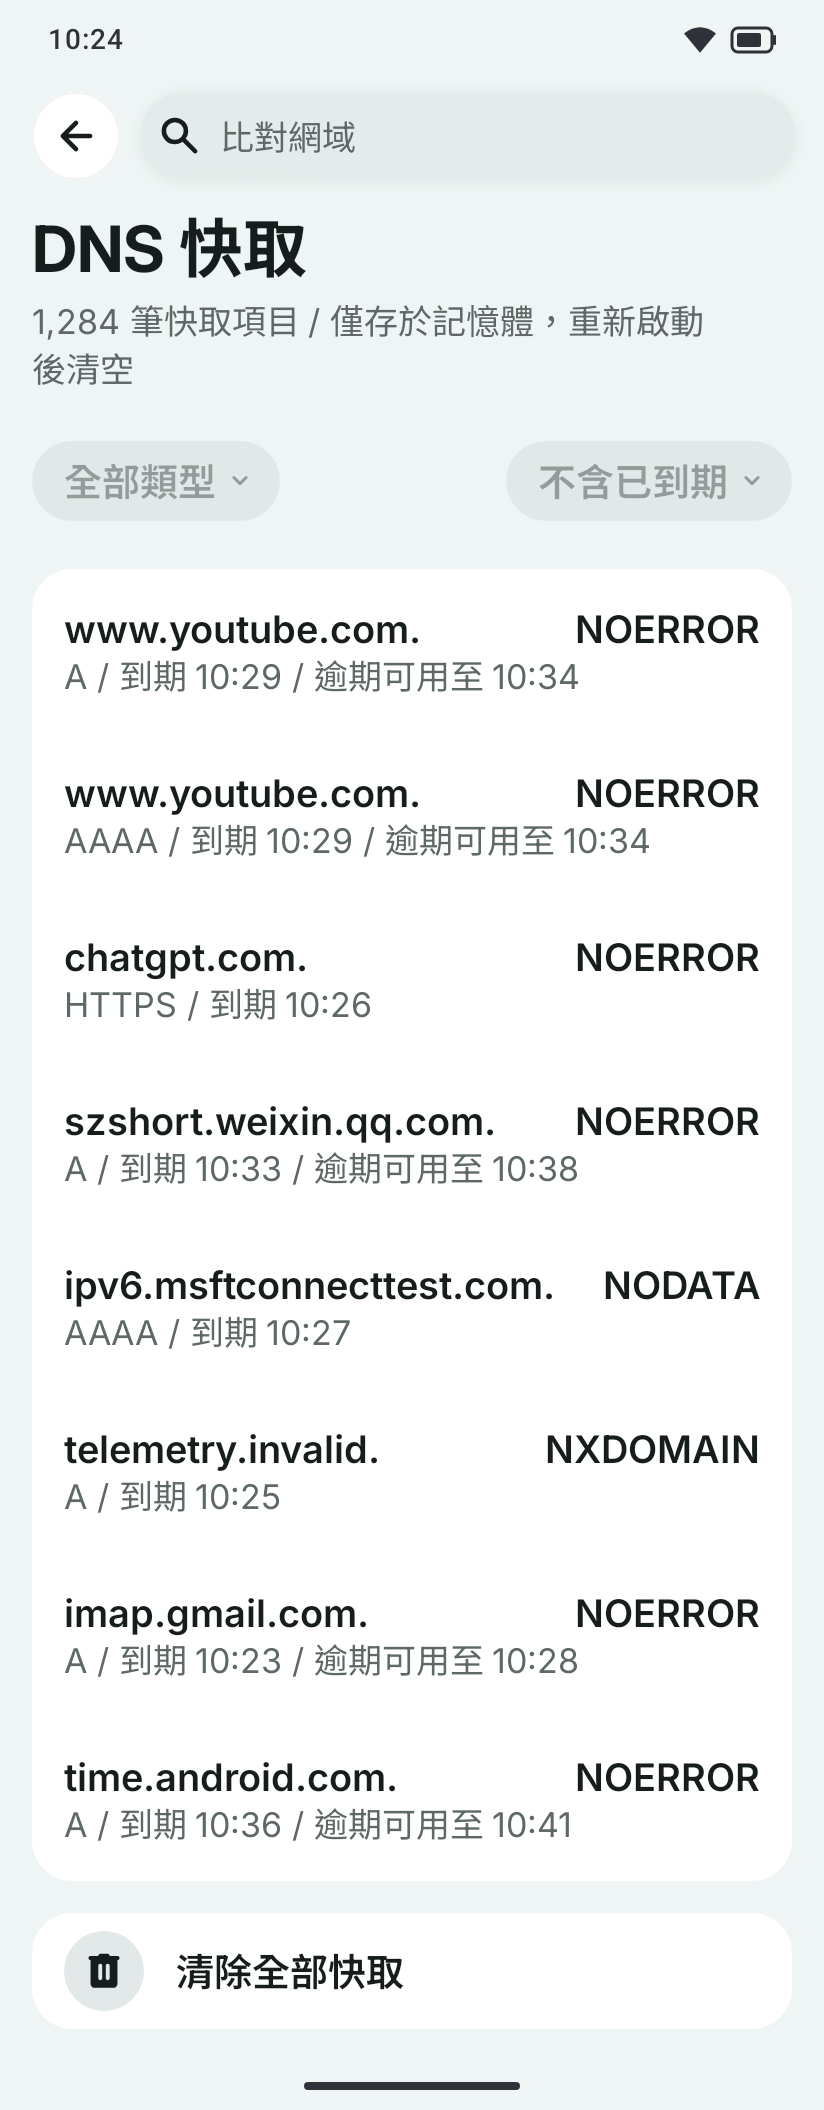 10:24
比對網域
DNS 快取
1,284 筆快取項目 / 僅存於記憶體，重新啟動
後清空
全部類型
不含已到期
www.youtube.com. NOERROR
A / 到期 10:29 / 逾期可用至 10:34
www.youtube.com. NOERROR
AAAA / 到期 10:29 / 逾期可用至 10:34
chatgpt.com. NOERROR
HTTPS / 到期 10:26
szshort.weixin.qq.com. NOERROR
A / 到期 10:33 / 逾期可用至 10:38
ipv6.msftconnecttest.com. NODATA
AAAA / 到期 10:27
telemetry.invalid. NXDOMAIN
A / 到期 10:25
imap.gmail.com. NOERROR
A / 到期 10:23 / 逾期可用至 10:28
time.android.com. NOERROR
A / 到期 10:36 / 逾期可用至 10:41
清除全部快取